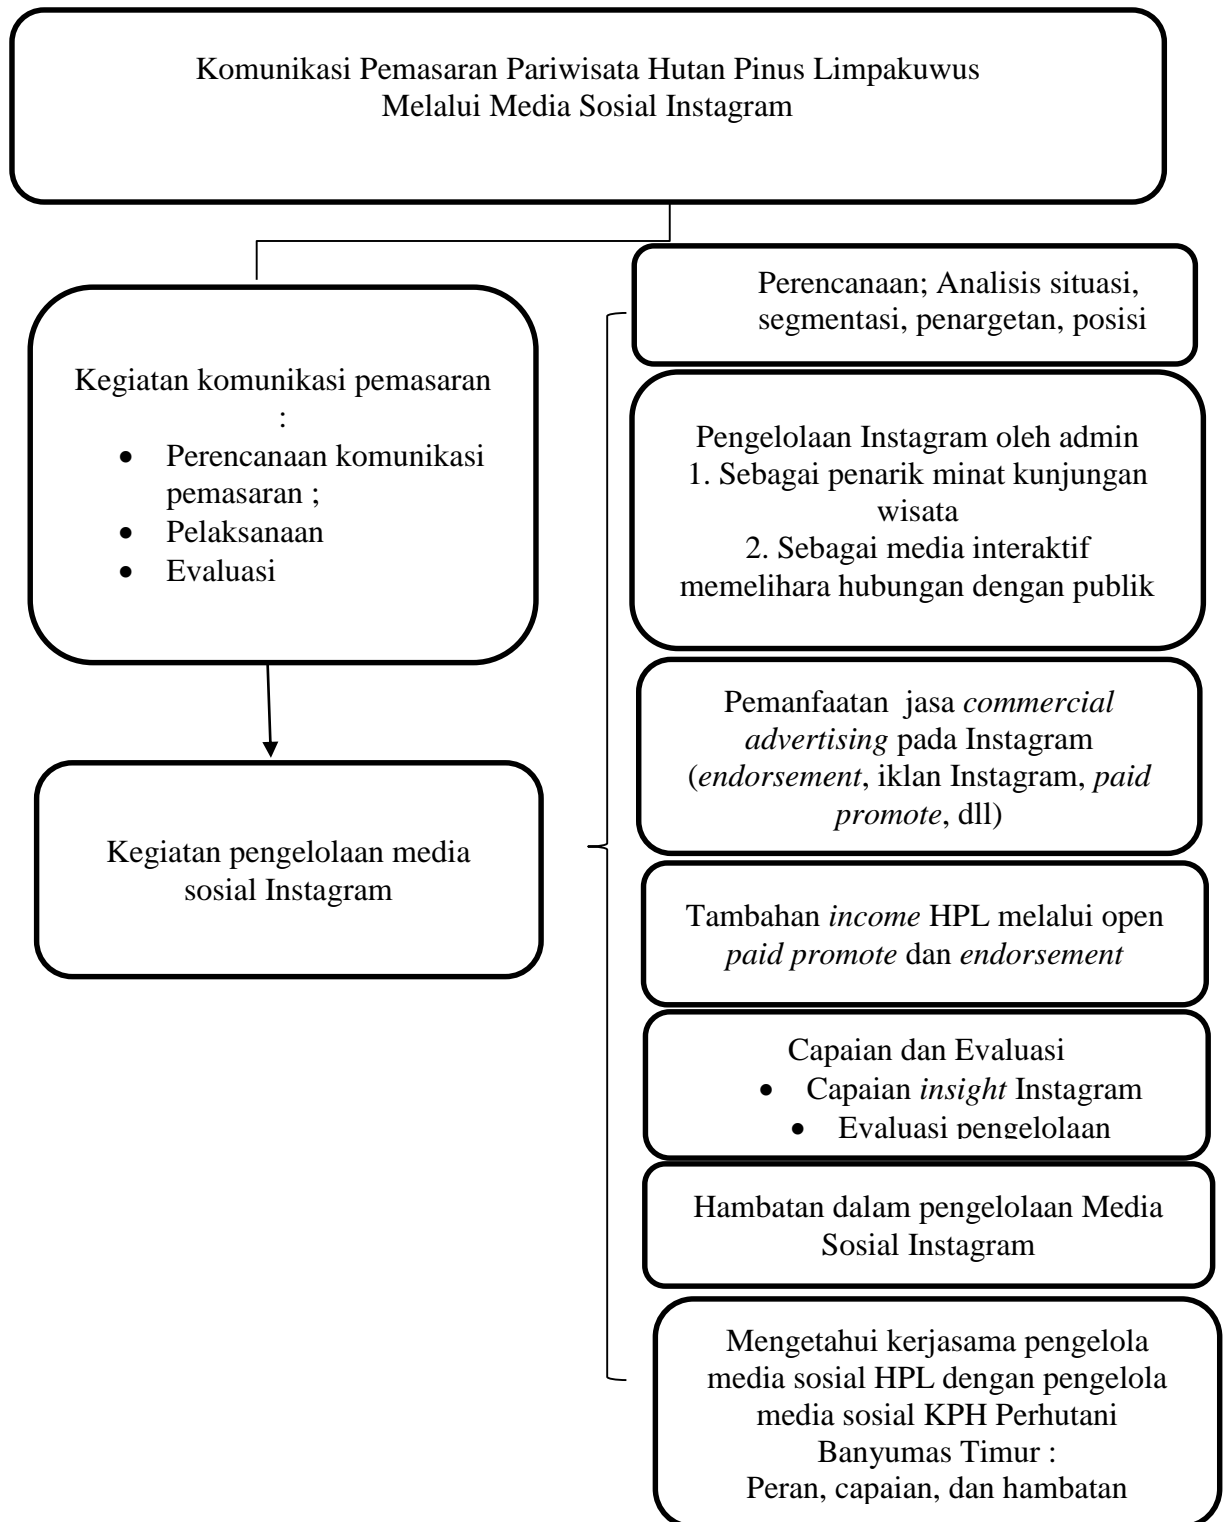 Komunikasi Pemasaran Pariwisata Hutan Pinus Limpakuwus
Melalui Media Sosial Instagram
Kegiatan komunikasi pemasaran
:
• Perencanaan komunikasi
pemasaran ;
• Pelaksanaan
• Evaluasi
Kegiatan pengelolaan media
sosial Instagram
Perencanaan; Analisis situasi,
segmentasi, penargetan, posisi
Pengelolaan Instagram oleh admin
1. Sebagai penarik minat kunjungan
wisata
2. Sebagai media interaktif
memelihara hubungan dengan publik
Pemanfaatan jasa commercial
advertising pada Instagram
(endorsement, iklan Instagram, paid
promote, dll)
Tambahan income HPL melalui open
paid promote dan endorsement
Capaian dan Evaluasi
• Capaian insight Instagram
• Evaluasi pengelolaan
Hambatan dalam pengelolaan Media
Sosial Instagram
Mengetahui kerjasama pengelola
media sosial HPL dengan pengelola
media sosial KPH Perhutani
Banyumas Timur :
Peran, capaian, dan hambatan